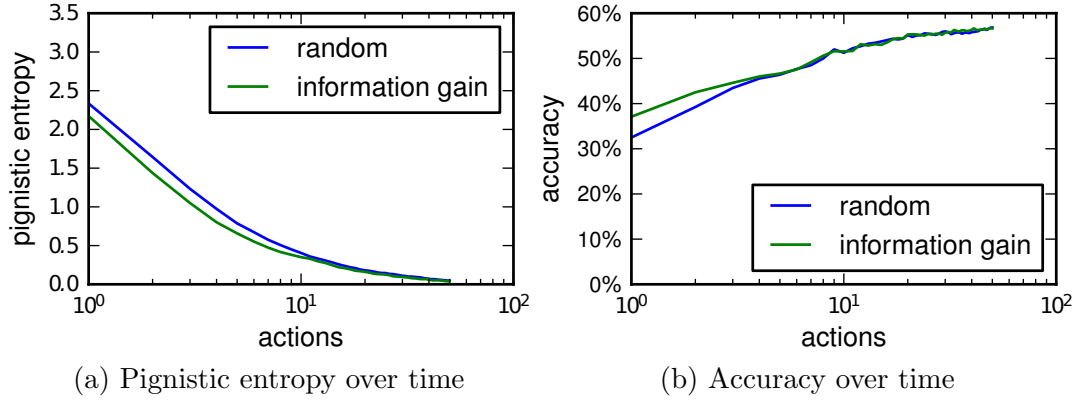 3.5
3.0
2.5
2.0
1.5
1.0
0.5
0.0
pignistic entropy
random
information gain
10^0 10^1 10^2
actions
(a) Pignistic entropy over time
60%
50%
40%
30%
20%
60%
0%
accuracy
random
information gain
10^0 10^1 10^2
actions
(b) Accuracy over time